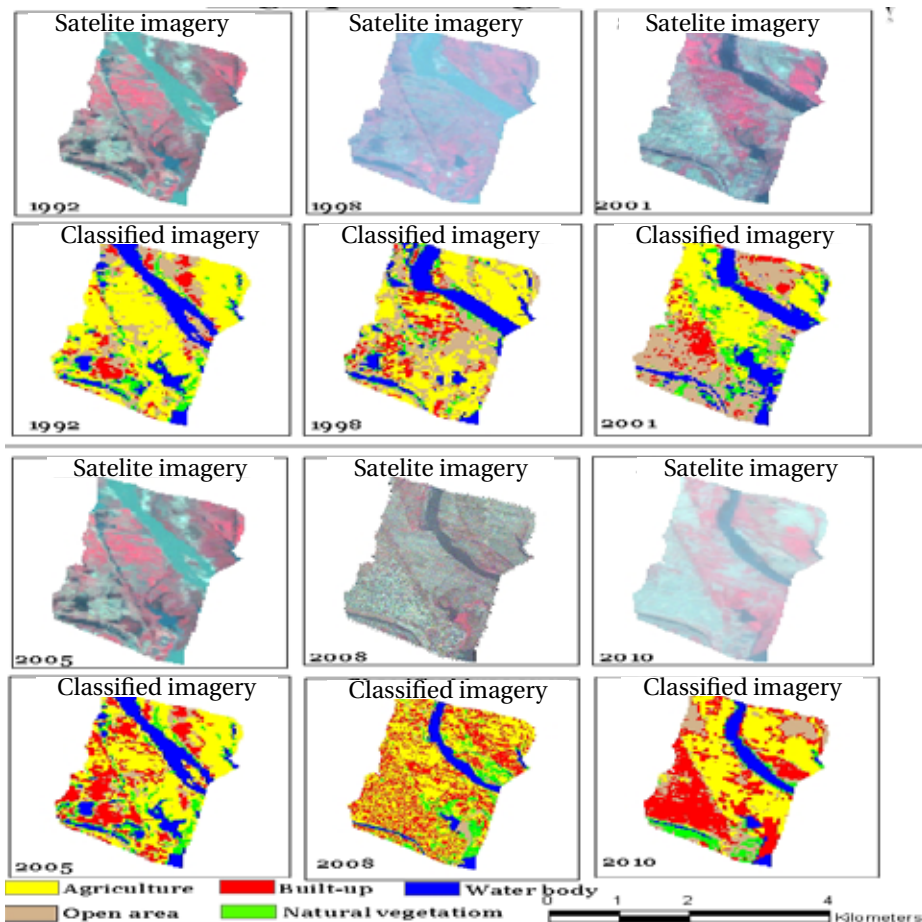 Satelite imagery Satelite imagery Satelite imagery
1992 1998 2001
Classified imagery Classified imagery Classified imagery
1992 1998 2001
Satelite imagery Satelite imagery Satelite imagery
2005 2008 2010
Classified imagery Classified imagery Classified imagery
2005 2008 2010
Agriculture Built-up Water body
Open area Natural vegetatiom
0 1 2 4
Kilometers